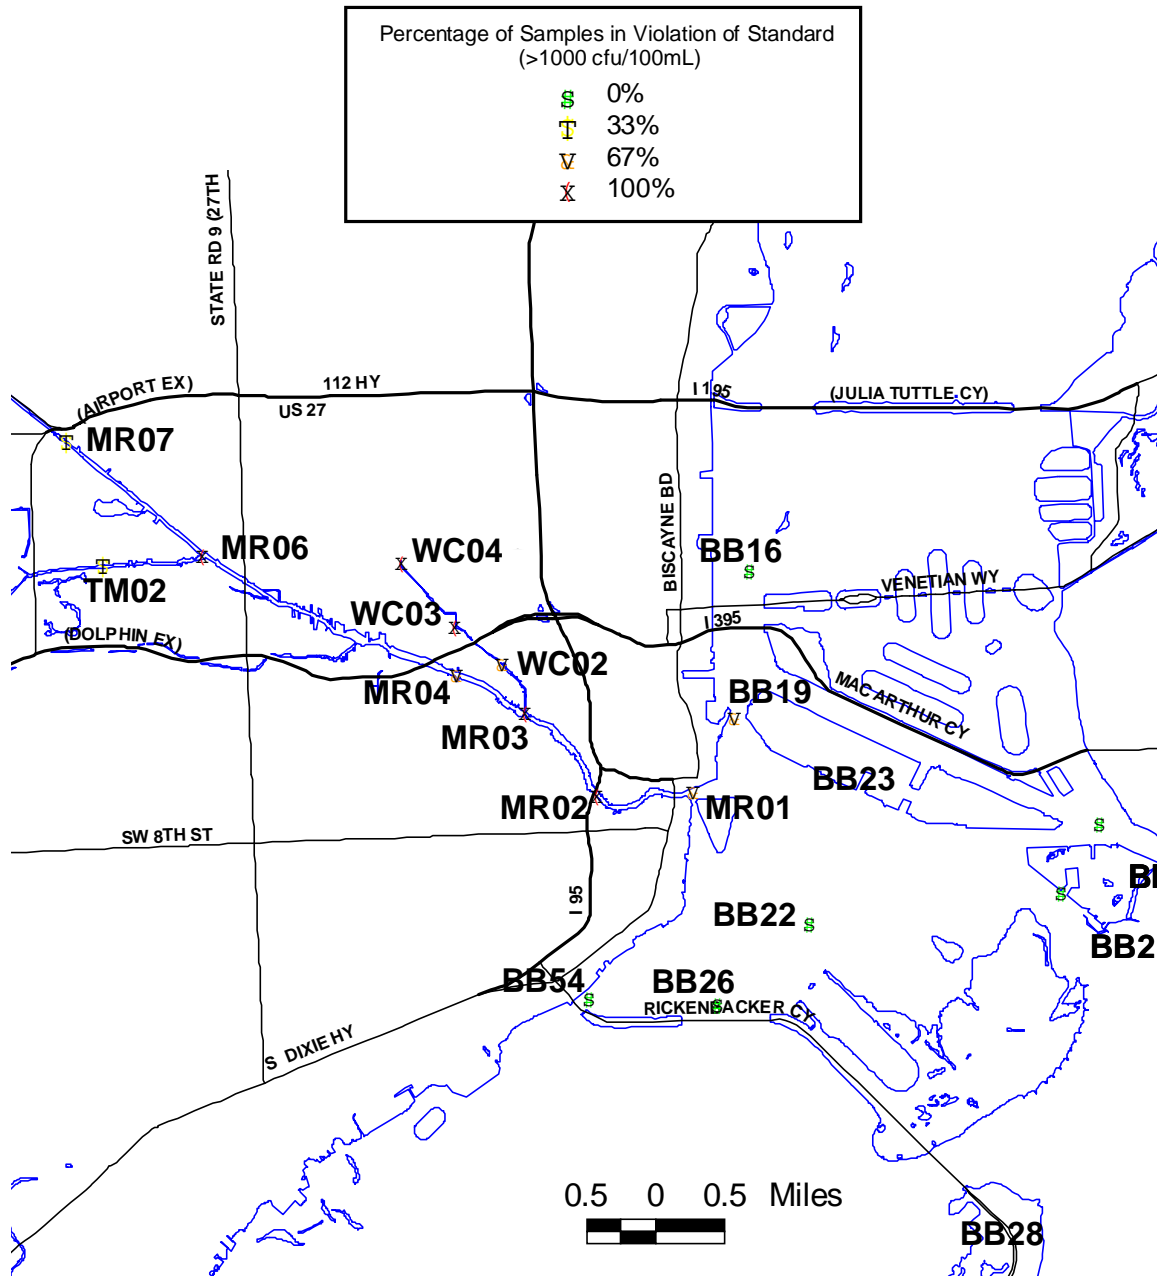 Percentage of Samples in Violation of Standard
(>1000 cfu/100mL)
S 0%
T 33%
V 67%
X 100%
STATE RD 9 (27TH
(AIRPORT EX)
112 HY
US 27
I 195
(JULIA TUTTLE CY)
T MR07
BISCAYNE BD
X MR06
X WC04
BB16
S
T
TM02
VENETIAN WY
WC03
X
I 395
(DOLPHIN EX)
V WC02
MR04 V
MAC ARTHUR CY
BB19
V
X
MR03
BB23
MR02 X
V MR01
SW 8TH ST
S
I 95
S
BB22 S
BB2
BB54
S
BB26
S
RICKENBACKER CY
S DIXIE HY
0.5 0 0.5 Miles
BB28